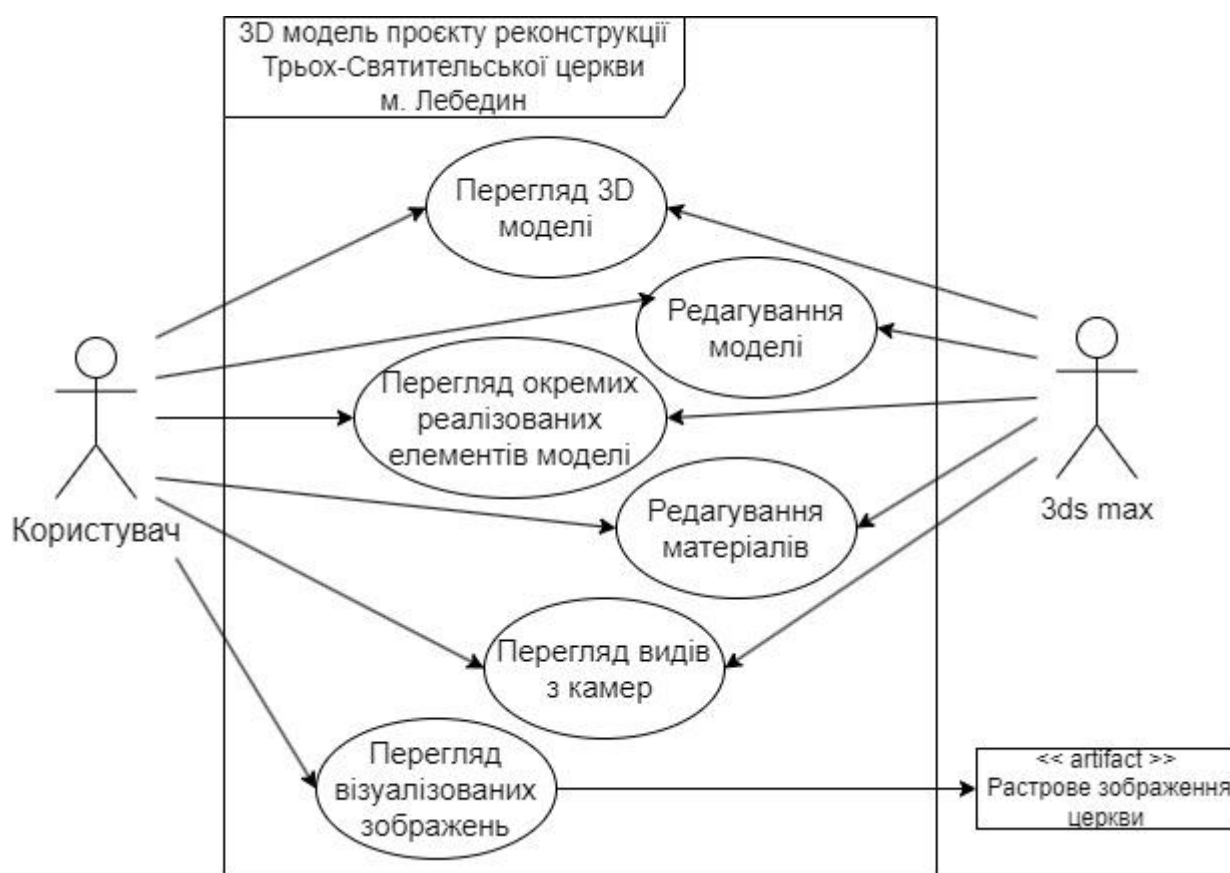 3D модель проєкту реконструкції
Трьох-Святительської церкви
м. Лебедин
Перегляд 3D
моделі
Редагування
моделі
Перегляд окремих
реалізованих
елементів моделі
Редагування
матеріалів
Користувач
3ds max
Перегляд видів
з камер
Перегляд
візуалізованих
зображень
<< artifact >>
Растрове зображення
церкви